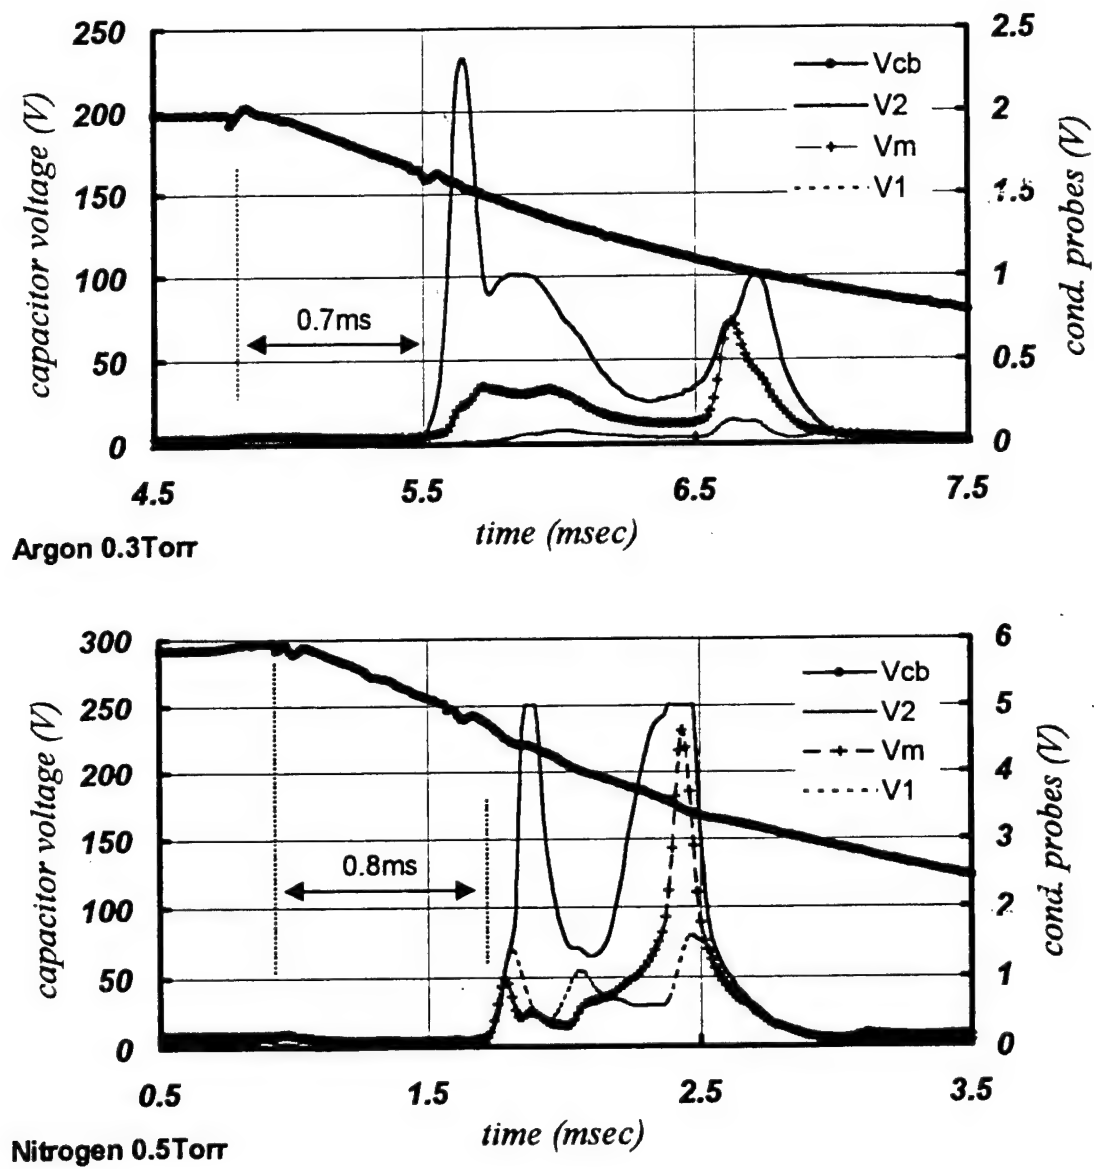 250
200
150
100
50
0
capacitor voltage (V)
2.5
2
1.5
1
0.5
0
cond. probes (V)
Vcb
V2
Vm
V1
0.7ms
4.5
5.5
6.5
7.5
time (msec)
Argon 0.3Torr
300
250
200
150
100
50
0
capacitor voltage (V)
6
5
4
3
2
1
0
cond. probes (V)
Vcb
V2
Vm
V1
0.8ms
0.5
1.5
2.5
3.5
time (msec)
Nitrogen 0.5Torr